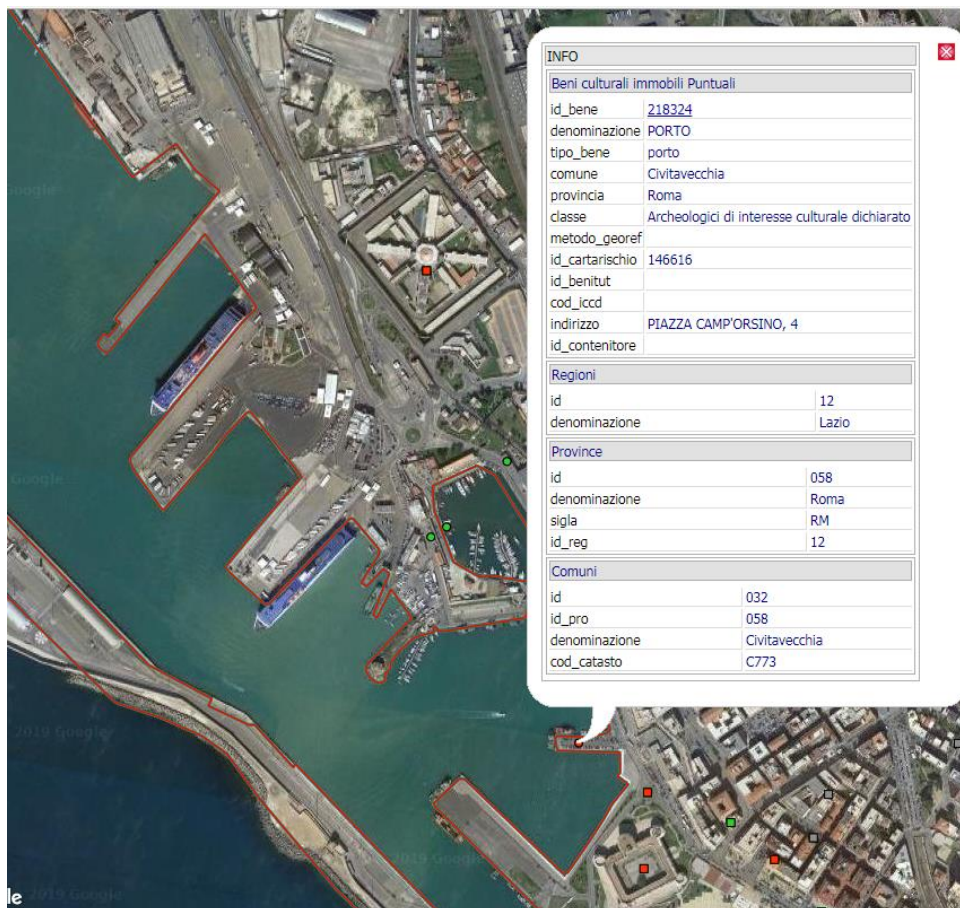 INFO
Beni culturali immobili Puntuali
id_bene 218324
denominazione PORTO
tipo_bene porto
comune Civitavecchia
provincia Roma
classe Archeologici di interesse culturale dichiarato
metodo_georef
id_cartarischio 146616
id_benitut
cod_iccd
indirizzo PIAZZA CAMP'ORSINO, 4
id_contenitore
Regioni
id 12
denominazione Lazio
Province
id 058
denominazione Roma
sigla RM
id_reg 12
Comuni
id 032
id_pro 058
denominazione Civitavecchia
cod_catasto C773
Google
Google
2019 Google
2019 Google
le 2019 Google